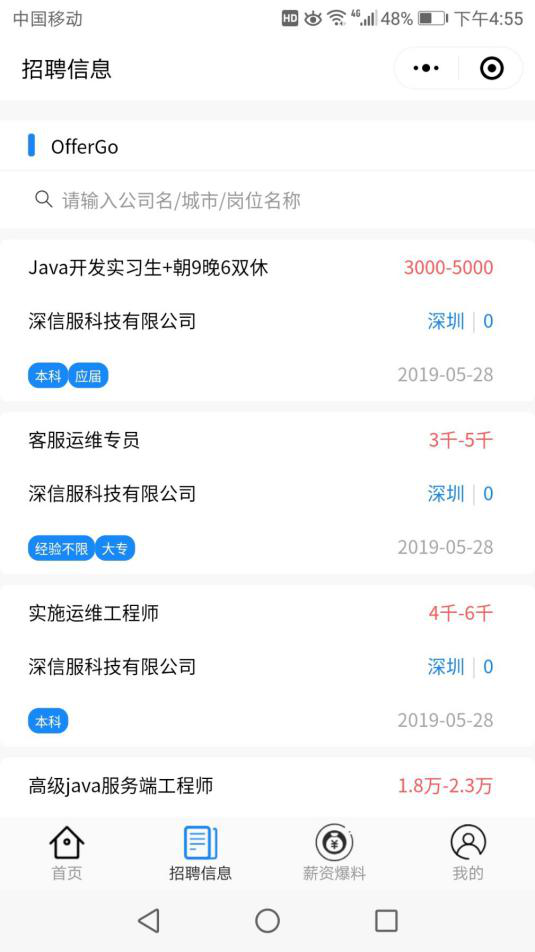 中国移动 HD 4G 48% 下午4:55
招聘信息
OfferGo
请输入公司名/城市/岗位名称
Java开发实习生+朝9晚6双休 3000-5000
深信服科技有限公司 深圳 | 0
本科 应届 2019-05-28
客服运维专员 3千-5千
深信服科技有限公司 深圳 | 0
经验不限 大专 2019-05-28
实施运维工程师 4千-6千
深信服科技有限公司 深圳 | 0
本科 2019-05-28
高级java服务端工程师 1.8万-2.3万
首页 招聘信息 薪资爆料 我的